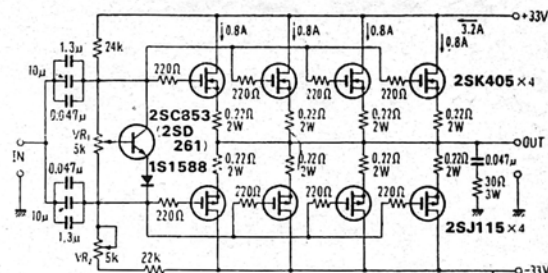 0.8A 0.8A 3.2A +33V
0.8A 0.8A
1.3μ 24k
10μ 220Ω 220Ω 220Ω 220Ω 2SK405×4
0.047μ
2SC853 0.22Ω 0.22Ω 0.22Ω 0.22Ω
(2SD 2W 2W 2W 2W
261)
VR₁
5k OUT
IN 1S1588 0.22Ω 0.22Ω 0.22Ω 0.22Ω
2W 2W 2W 2W 0.047μ
0.047μ
220Ω 30Ω
3W
10μ 220Ω 220Ω 220Ω 2SJ115×4
1.3μ
VR₂ 5k 22k -33V